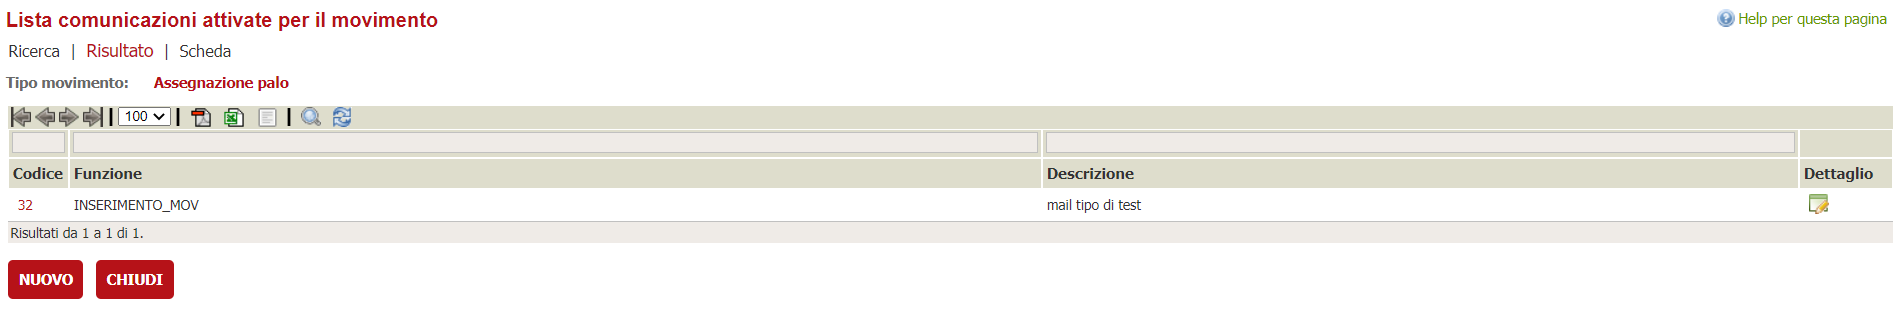 Lista comunicazioni attivate per il movimento
Help per questa pagina
Ricerca | Risultato | Scheda
Tipo movimento: Assegnazione palo
100
Codice Funzione Descrizione Dettaglio
32 INSERIMENTO_MOV mail tipo di test
Risultati da 1 a 1 di 1.
NUOVO CHIUDI